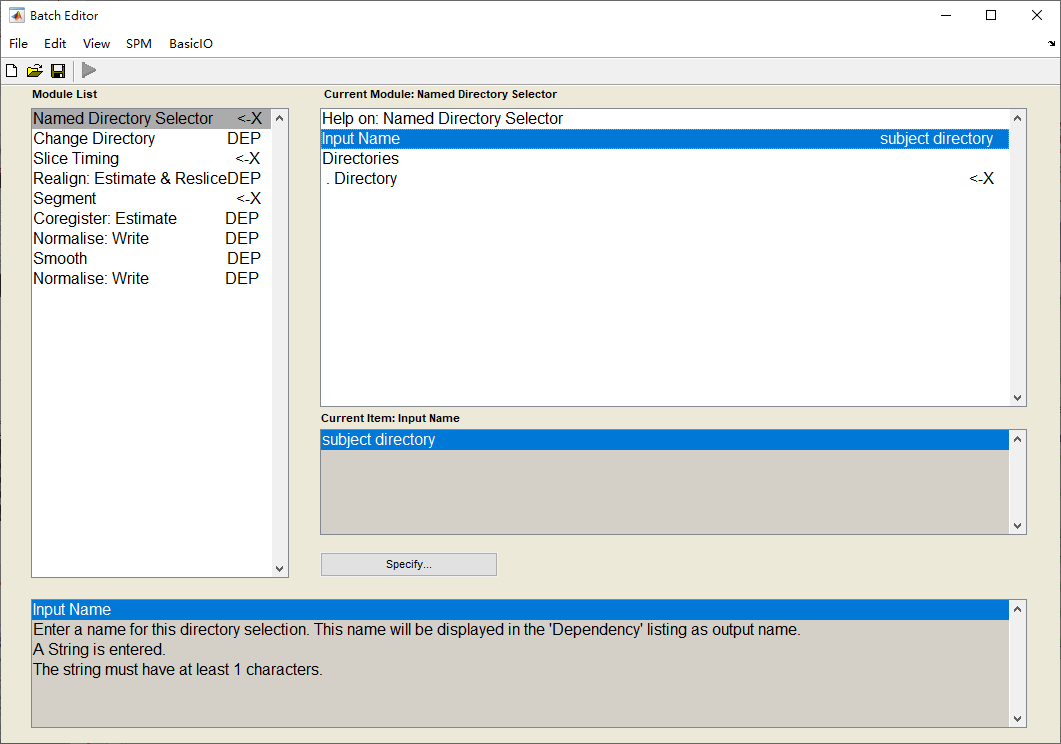 Batch Editor
File Edit View SPM BasicIO
Module List
Named Directory Selector <-X
Change Directory DEP
Slice Timing <-X
Realign: Estimate & ResliceDEP
Segment <-X
Coregister: Estimate DEP
Normalise: Write DEP
Smooth DEP
Normalise: Write DEP
Current Module: Named Directory Selector
Help on: Named Directory Selector
Input Name subject directory
Directories
. Directory <-X
Current Item: Input Name
subject directory
Specify...
Input Name
Enter a name for this directory selection. This name will be displayed in the 'Dependency' listing as output name.
A String is entered.
The string must have at least 1 characters.